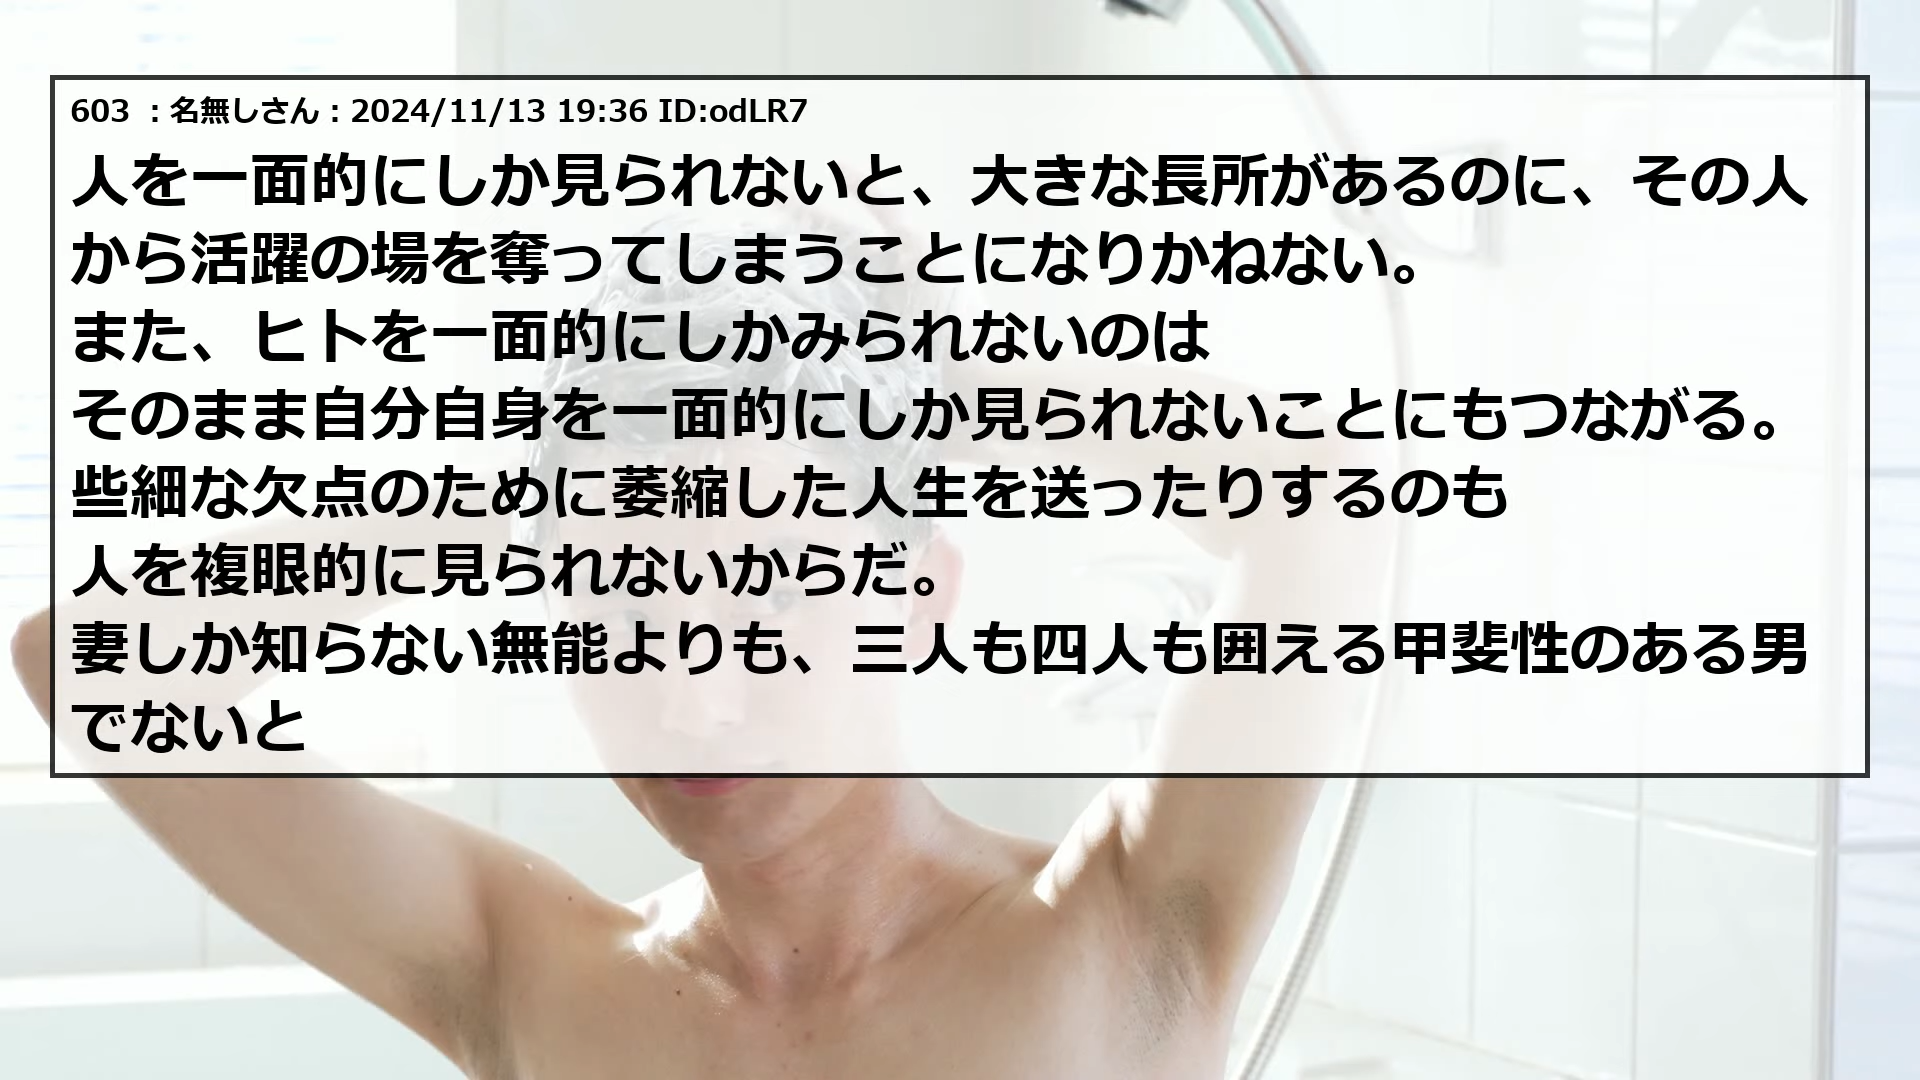 603 ：名無しさん：2024/11/13 19:36 ID:odLR7
人を一面的にしか見られないと、大きな長所があるのに、その人
から活躍の場を奪ってしまうことになりかねない。
また、ヒトを一面的にしかみられないのは
そのまま自分自身を一面的にしか見られないことにもつながる。
些細な欠点のために萎縮した人生を送ったりするのも
人を複眼的に見られないからだ。
妻しか知らない無能よりも、三人も四人も囲える甲斐性のある男
でないと